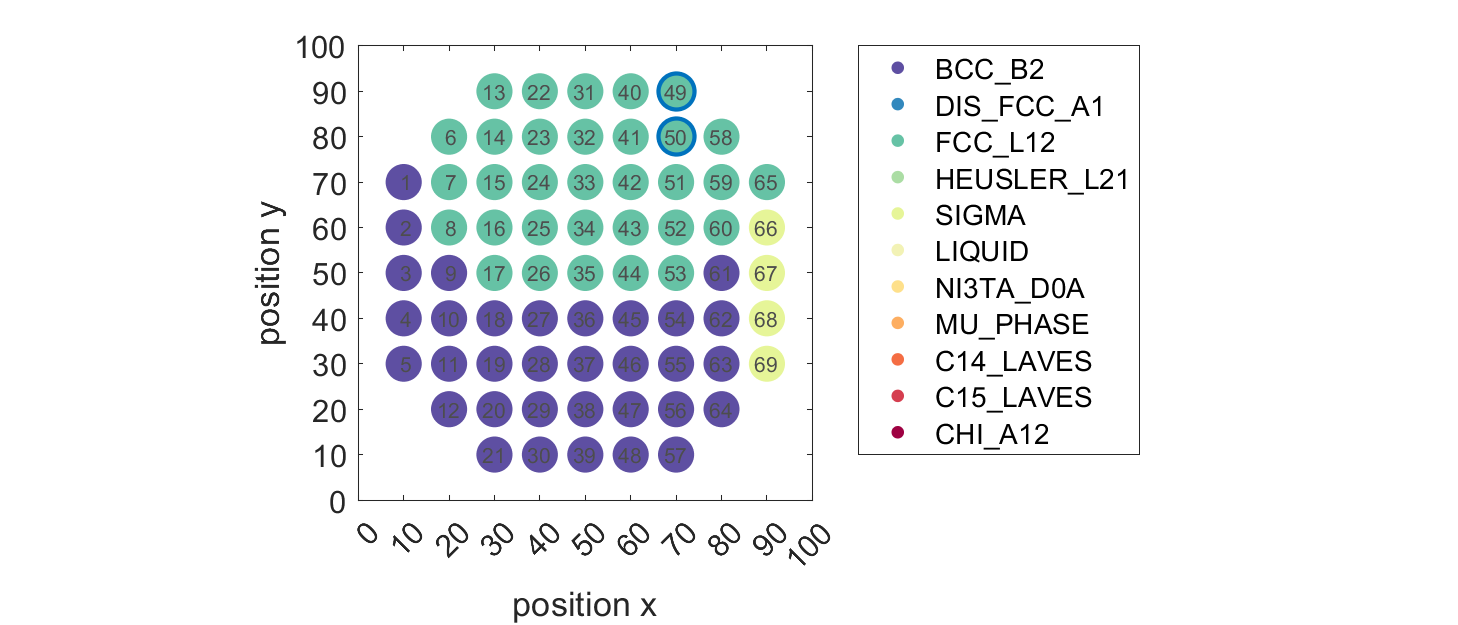 100
90
80
70
60
50
40
30
20
10
0
position y
13 22 31 40 49
6 14 23 32 41 50 58
1 7 15 24 33 42 51 59 65
2 8 16 25 34 43 52 60 66
3 9 17 26 35 44 53 61 67
4 10 18 27 36 45 54 62 68
5 11 19 28 37 46 55 63 69
12 20 29 38 47 56 64
21 30 39 48 57
0 10 20 30 40 50 60 70 80 90 100
position x
BCC_B2
DIS_FCC_A1
FCC_L12
HEUSLER_L21
SIGMA
LIQUID
NI3TA_D0A
MU_PHASE
C14_LAVES
C15_LAVES
CHI_A12